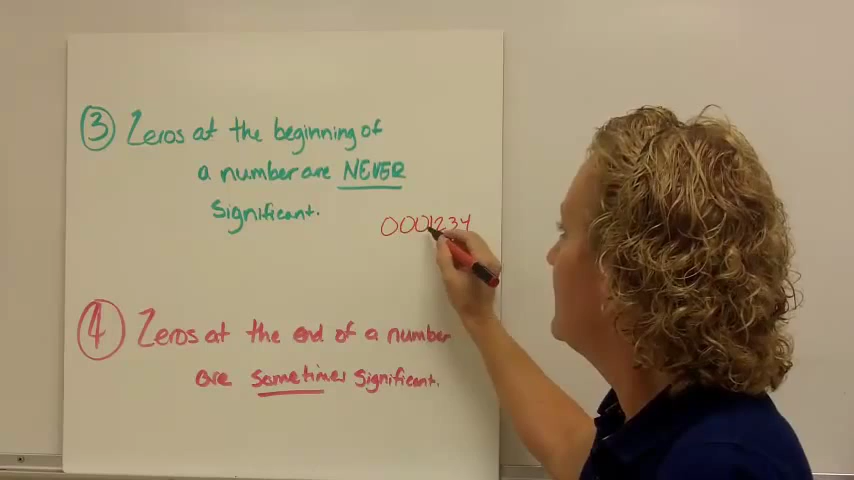 ③ Zeros at the beginning of
a number are NEVER
significant.
0001234
④ Zeros at the end of a number
are sometimes significant.